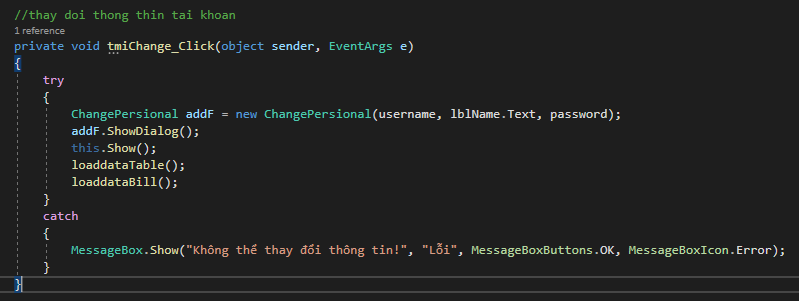 //thay doi thong thin tai khoan
1 reference
private void tmiChange_Click(object sender, EventArgs e)
{
try
{
ChangePersional addF = new ChangePersional(username, lblName.Text, password);
addF.ShowDialog();
this.Show();
loaddataTable();
loaddataBill();
}
catch
{
MessageBox.Show("Không thể thay đổi thông tin!", "Lỗi", MessageBoxButtons.OK, MessageBoxIcon.Error);
}
}